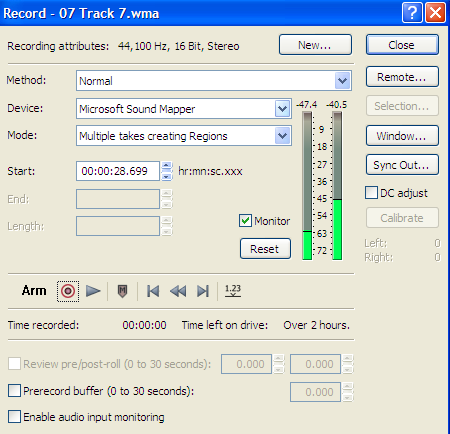 Record - 07 Track 7.wma
Recording attributes: 44,100 Hz, 16 Bit, Stereo
New...
Close
Method: Normal
Remote...
Device: Microsoft Sound Mapper
-47.4 -40.5
Selection...
Mode: Multiple takes creating Regions
Window...
9
18
27
36
45
54
63
72
Start: 00:00:28.699 hr:mn:sc.xxx
Sync Out...
End:
DC adjust
Length:
Monitor
Calibrate
Reset
Left: 0
Right: 0
Arm
1.23
Time recorded: 00:00:00 Time left on drive: Over 2 hours.
Review pre/post-roll (0 to 30 seconds): 0.000 0.000
Prerecord buffer (0 to 30 seconds): 0.000
Enable audio input monitoring